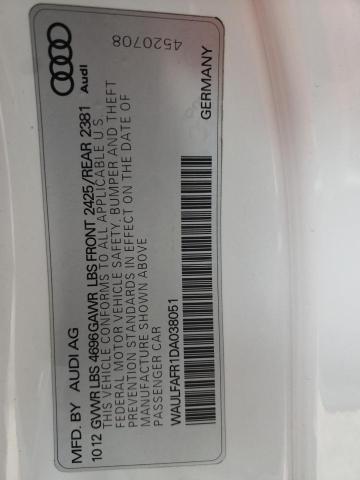 MFD. BY AUDI AG
10 12 GVWR LBS 4696 GAWR LBS FRONT 2425/REAR 2381
THIS VEHICLE CONFORMS TO ALL APPLICABLE U.S.
FEDERAL MOTOR VEHICLE SAFETY, BUMPER AND THEFT
PREVENTION STANDARDS IN EFFECT ON THE DATE OF
MANUFACTURE SHOWN ABOVE
PASSENGER CAR
WAULFAFR1DA038051
GERMANY
Audi
4520708